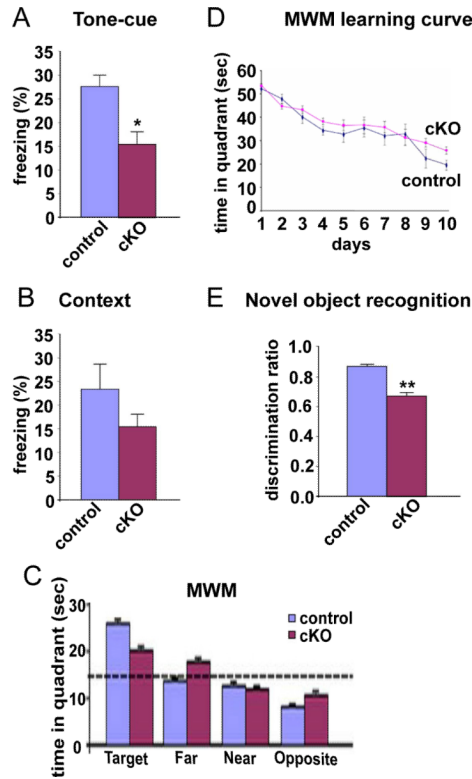 A Tone-cue
freezing (%)
35
30
25
20
15
10
5
0
*
control
cKO
B Context
freezing (%)
35
30
25
20
15
10
5
0
control
cKO
D MWM learning curve
time in quadrant (sec)
60
50
40
30
20
10
0
cKO
control
1 2 3 4 5 6 7 8 9 10
days
E Novel object recognition
discrimination ratio
1.0
0.8
0.6
0.4
0.2
0.0
**
control
cKO
C MWM
time in quadrant (sec)
30
20
10
0
control
cKO
Target Far Near Opposite